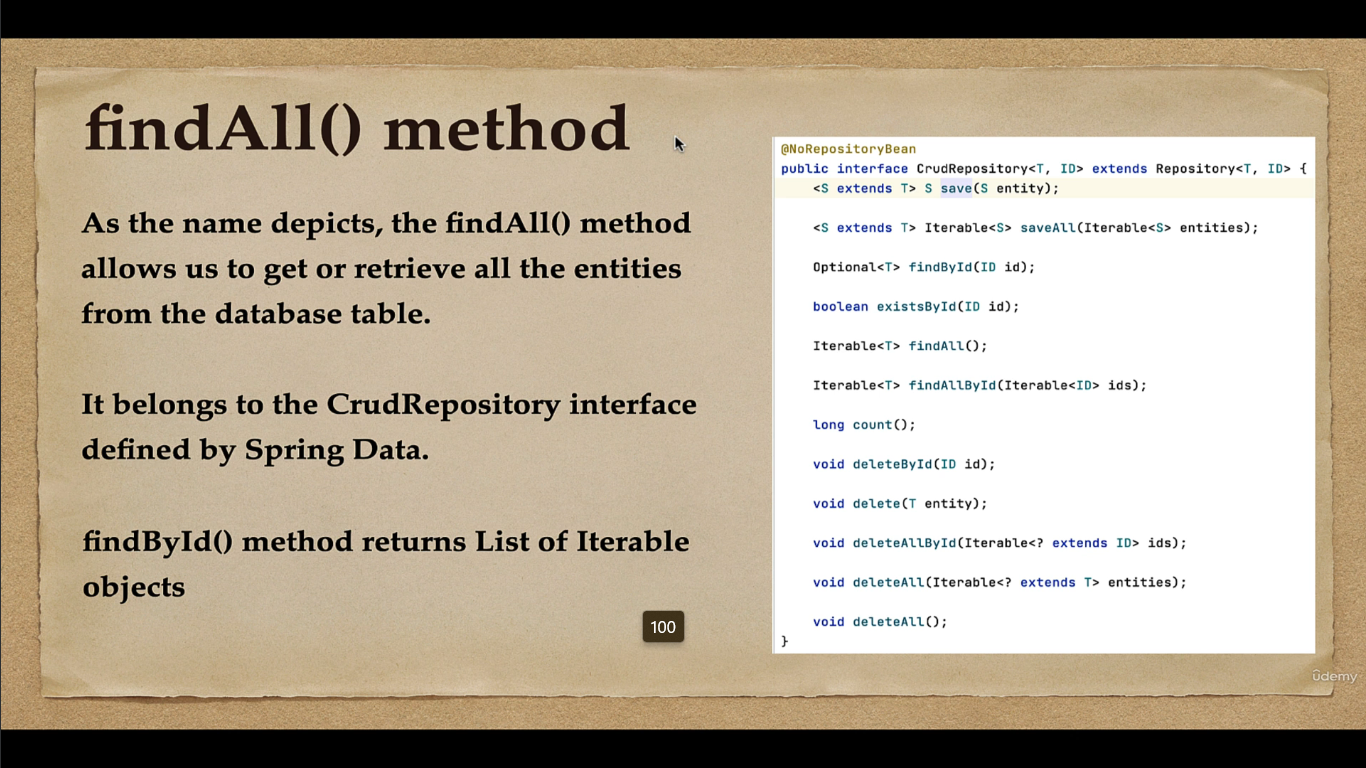 findAll() method
As the name depicts, the findAll() method
allows us to get or retrieve all the entities
from the database table.
It belongs to the CrudRepository interface
defined by Spring Data.
findById() method returns List of Iterable
objects
100
@NoRepositoryBean
public interface CrudRepository<T, ID> extends Repository<T, ID> {
<S extends T> S save(S entity);
<S extends T> Iterable<S> saveAll(Iterable<S> entities);
Optional<T> findById(ID id);
boolean existsById(ID id);
Iterable<T> findAll();
Iterable<T> findAllById(Iterable<ID> ids);
long count();
void deleteById(ID id);
void delete(T entity);
void deleteAllById(Iterable<? extends ID> ids);
void deleteAll(Iterable<? extends T> entities);
void deleteAll();
}
ûdemy